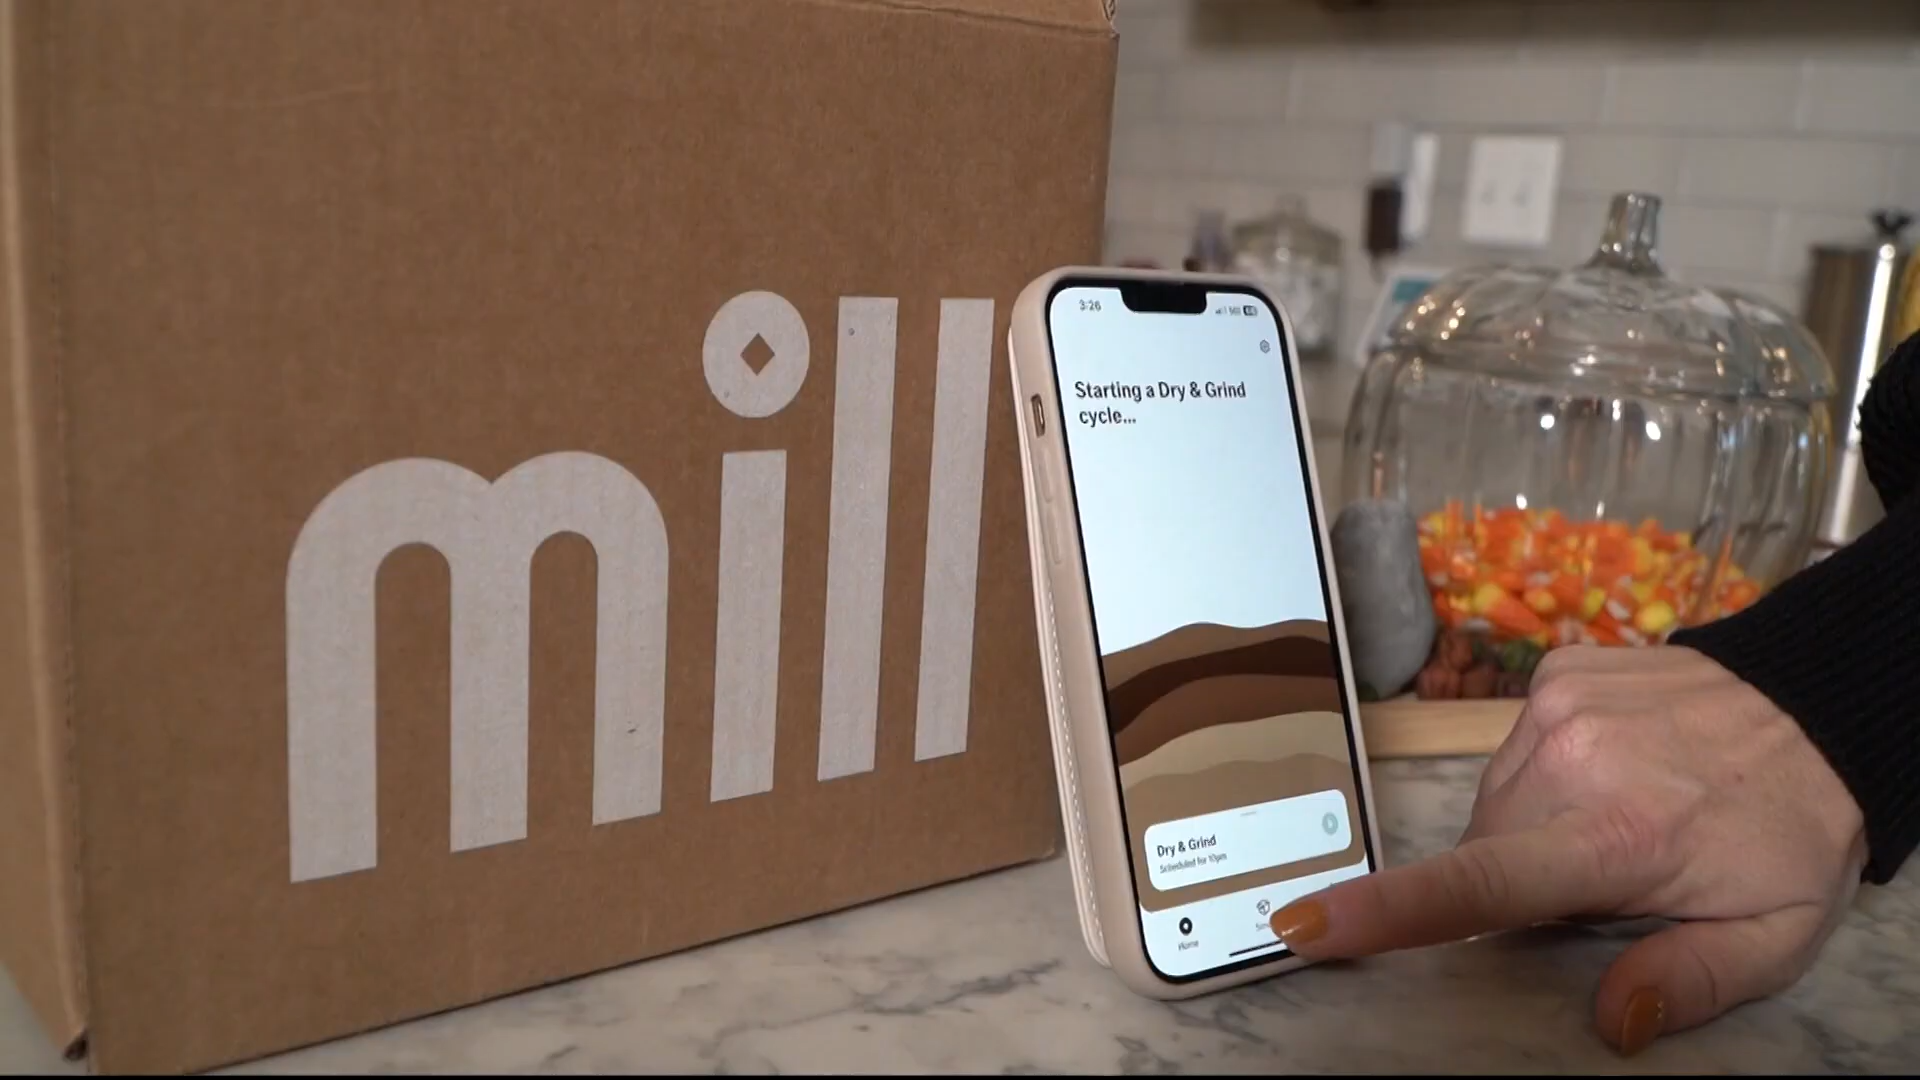 mill
3:26
Starting a Dry & Grind
cycle...
Dry & Grind
Scheduled for 10pm
Home